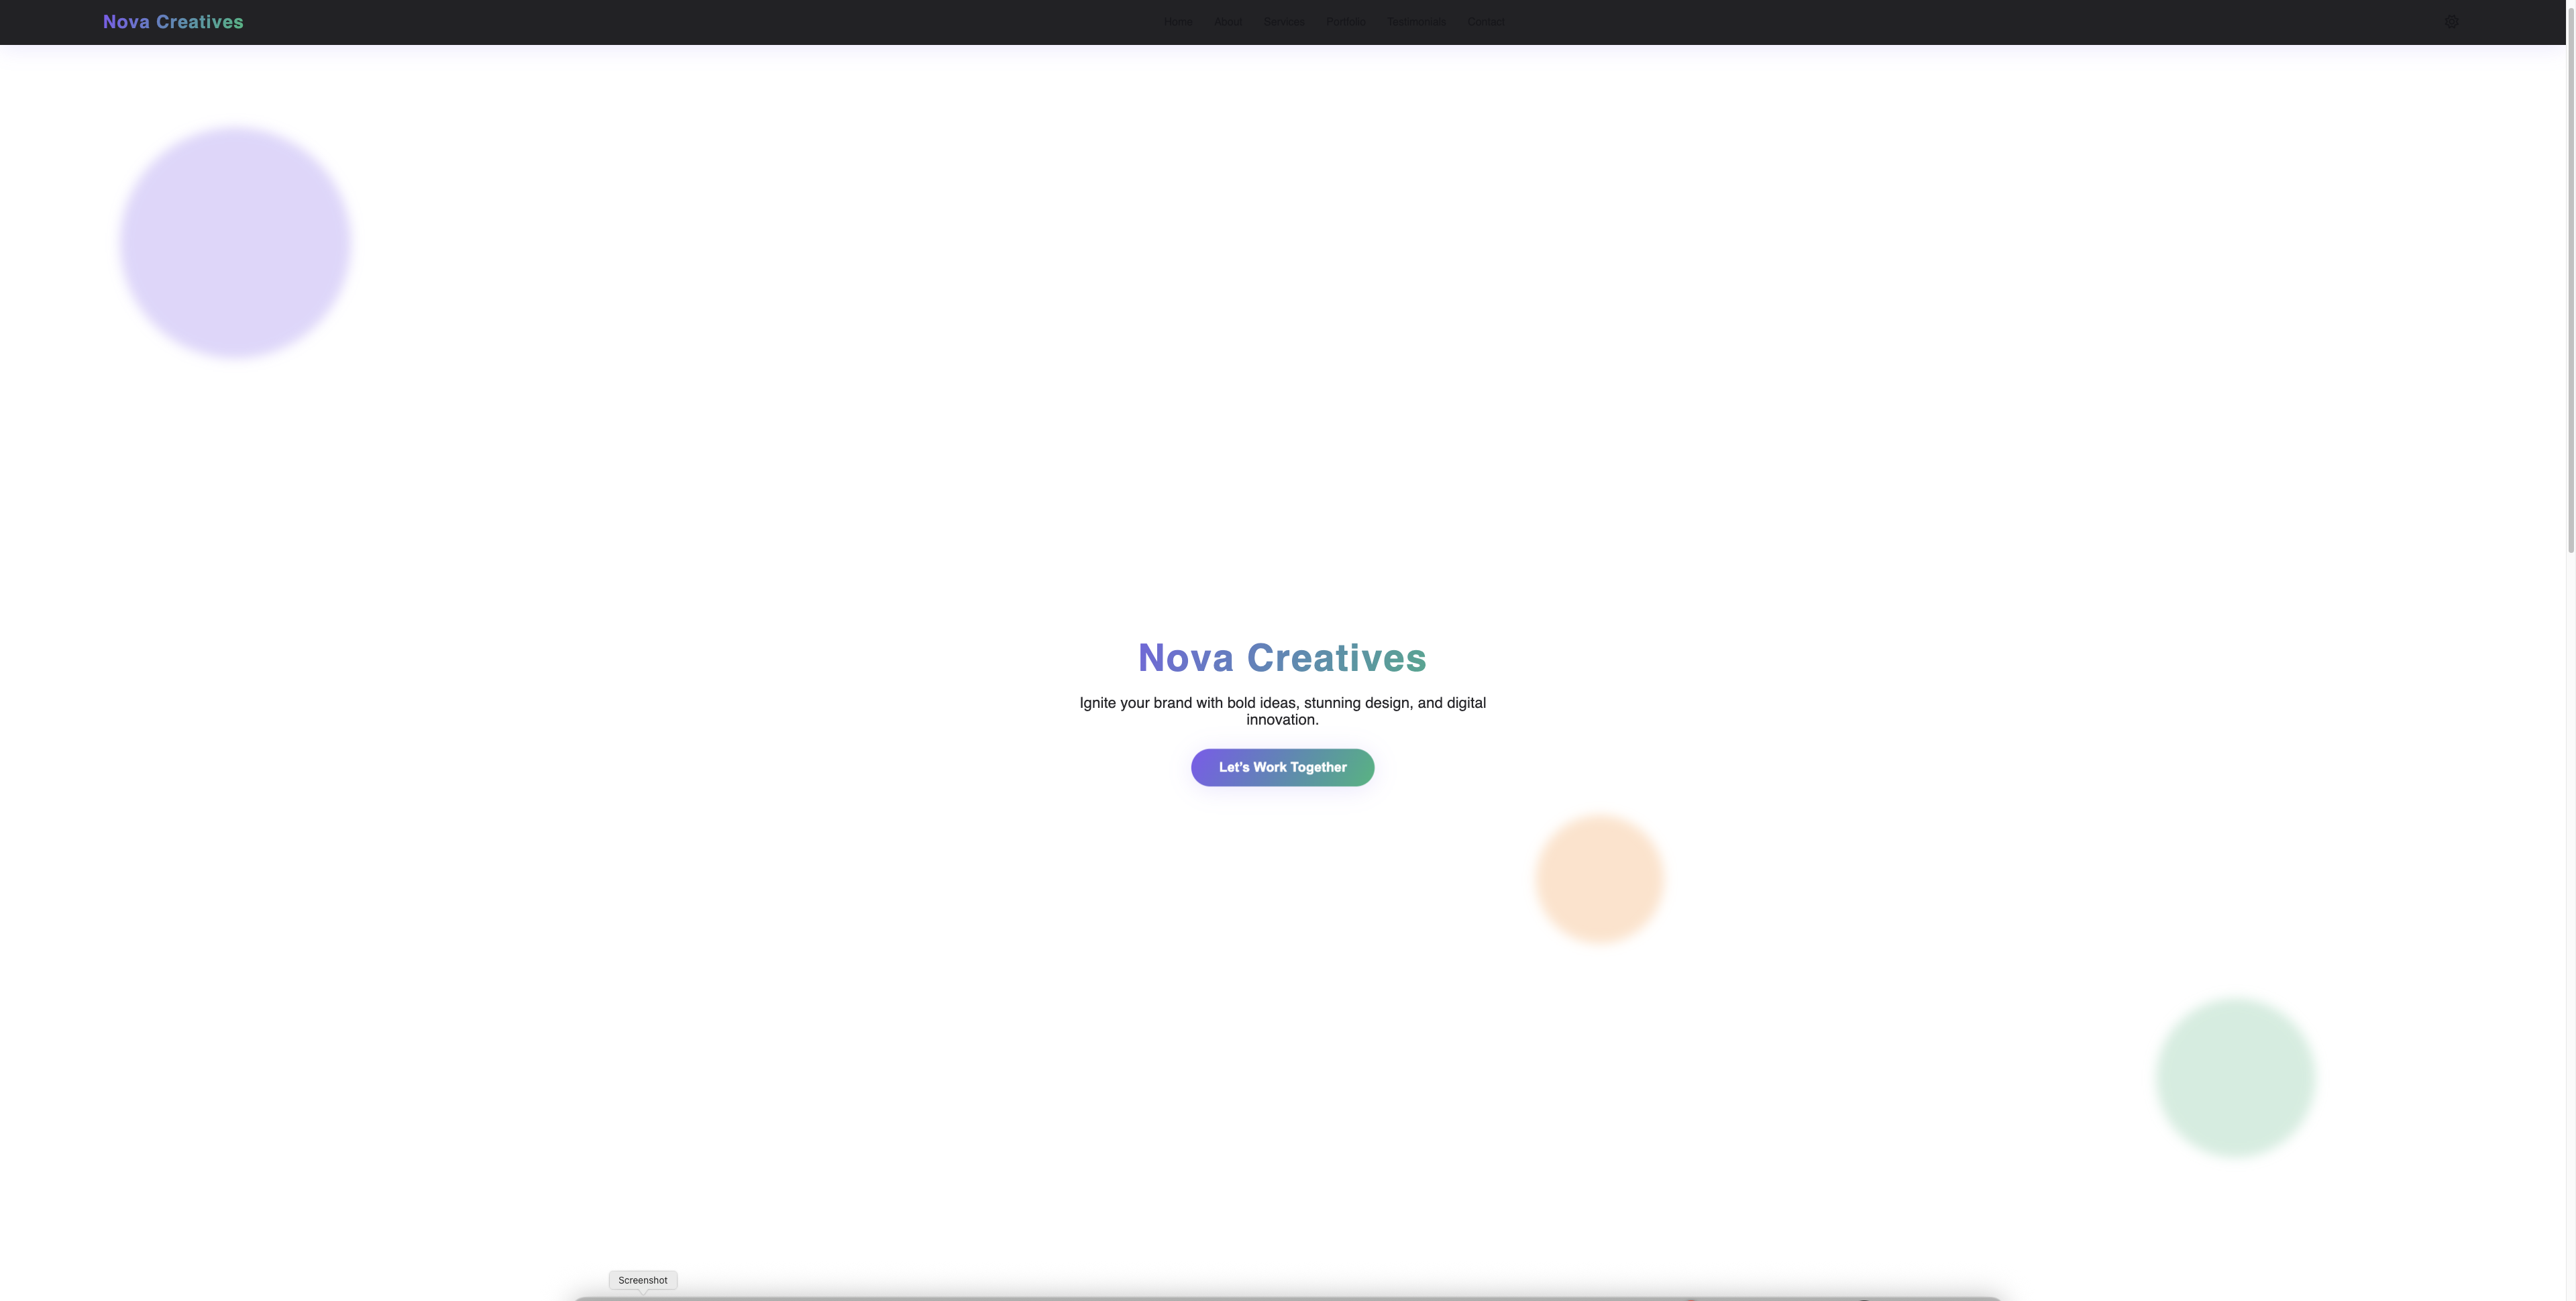 Nova Creatives
Home About Services Portfolio Testimonials Contact
Nova Creatives
Ignite your brand with bold ideas, stunning design, and digital
innovation.
Let's Work Together
Screenshot